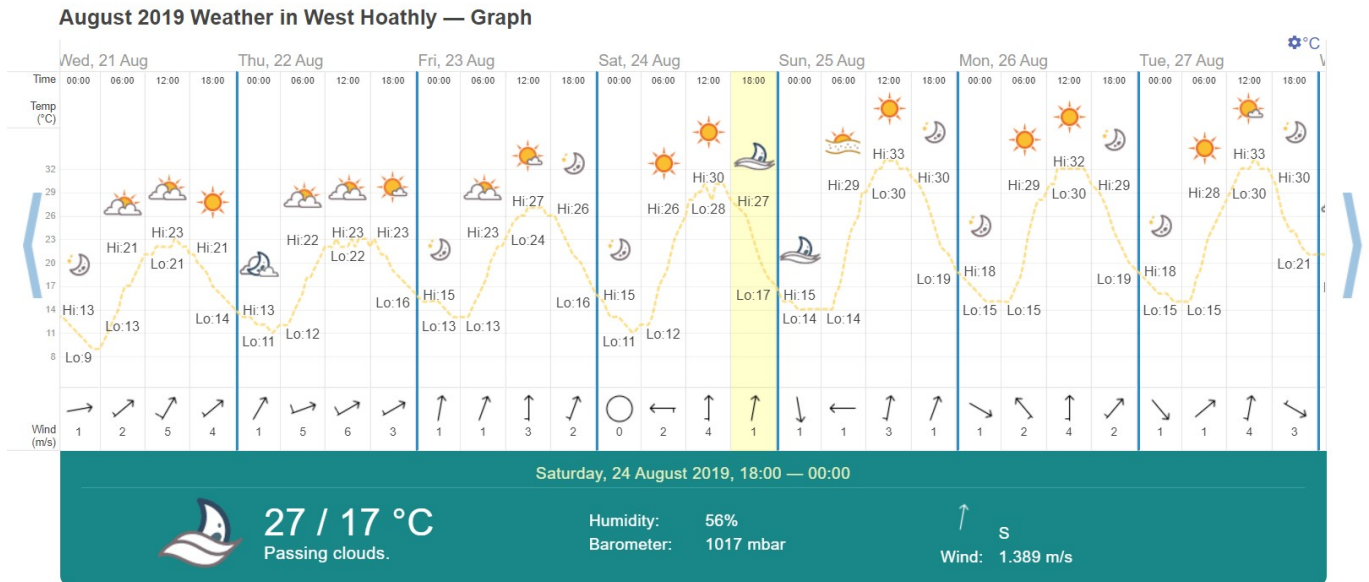 August 2019 Weather in West Hoathly — Graph
°C
Wed, 21 Aug Thu, 22 Aug Fri, 23 Aug Sat, 24 Aug Sun, 25 Aug Mon, 26 Aug Tue, 27 Aug
Time 00:00 06:00 12:00 18:00 00:00 06:00 12:00 18:00 00:00 06:00 12:00 18:00 00:00 06:00 12:00 18:00 00:00 06:00 12:00 18:00 00:00 06:00 12:00 18:00 00:00 06:00 12:00 18:00
Temp
(°C)
32
29
26
23
20
17
14
11
8
Hi:13 Hi:21 Hi:23 Hi:21 Hi:13 Hi:22 Hi:23 Hi:23 Hi:15 Hi:23 Hi:27 Hi:26 Hi:15 Hi:26 Hi:30 Hi:27 Hi:15 Hi:29 Hi:33 Hi:30 Hi:18 Hi:29 Hi:32 Hi:29 Hi:18 Hi:28 Hi:33 Hi:30
Lo:9 Lo:13 Lo:21 Lo:14 Lo:11 Lo:12 Lo:22 Lo:16 Lo:13 Lo:13 Lo:24 Lo:16 Lo:11 Lo:12 Lo:28 Lo:17 Lo:14 Lo:14 Lo:30 Lo:19 Lo:15 Lo:15 Lo:30 Lo:19 Lo:15 Lo:15 Lo:30 Lo:21
Wind
(m/s)
1 2 5 4 1 5 6 3 1 1 3 2 0 2 4 1 1 1 3 1 1 2 4 2 1 1 4 3
Saturday, 24 August 2019, 18:00 — 00:00
27 / 17 °C
Passing clouds.
Humidity: 56%
Barometer: 1017 mbar
S
Wind: 1.389 m/s